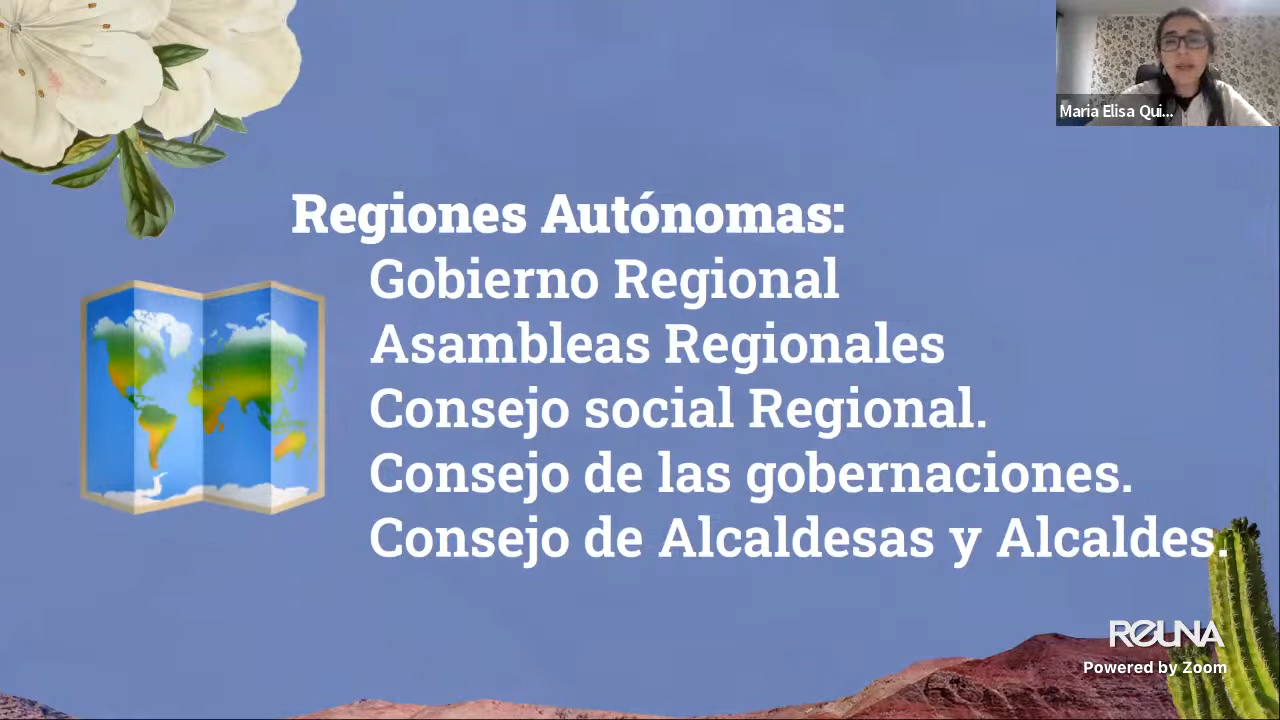 Maria Elisa Qui...
Regiones Autónomas:
Gobierno Regional
Asambleas Regionales
Consejo social Regional.
Consejo de las gobernaciones.
Consejo de Alcaldesas y Alcaldes.
REUNA
Powered by Zoom